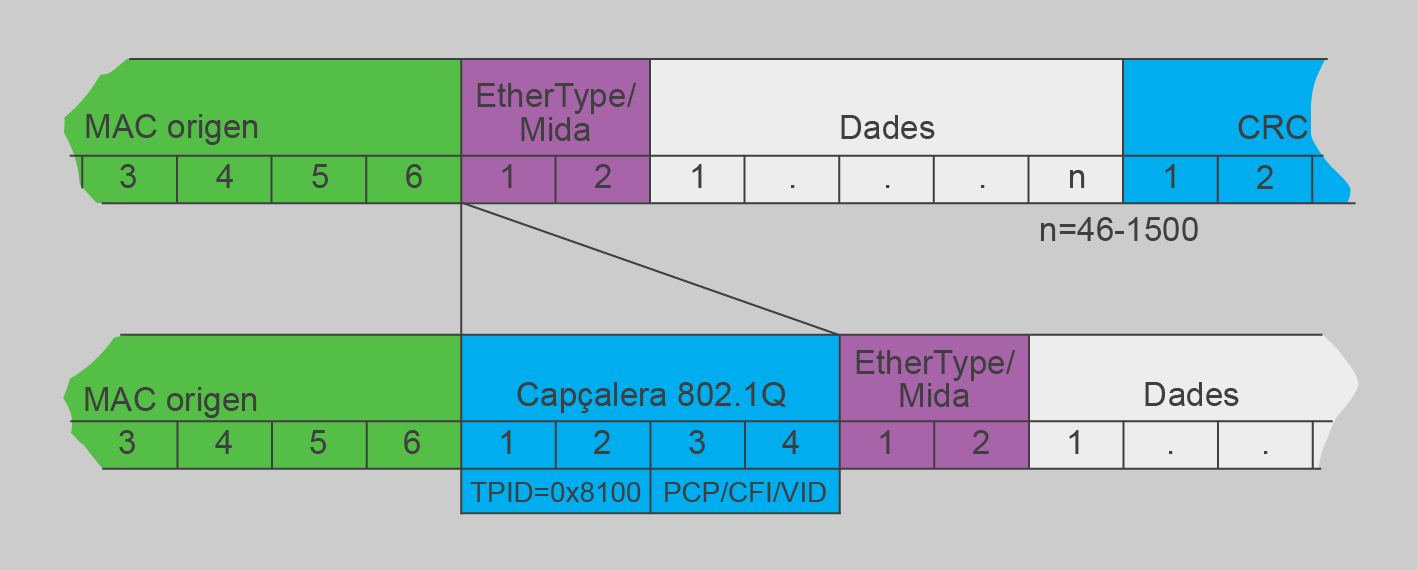 MAC origen
EtherType/
Mida
Dades
CRC
3 4 5 6 1 2 1 . . . n 1 2
n=46-1500
MAC origen
Capçalera 802.1Q
EtherType/
Mida
Dades
3 4 5 6 1 2 3 4 1 2 1 . .
TPID=0x8100 PCP/CFI/VID